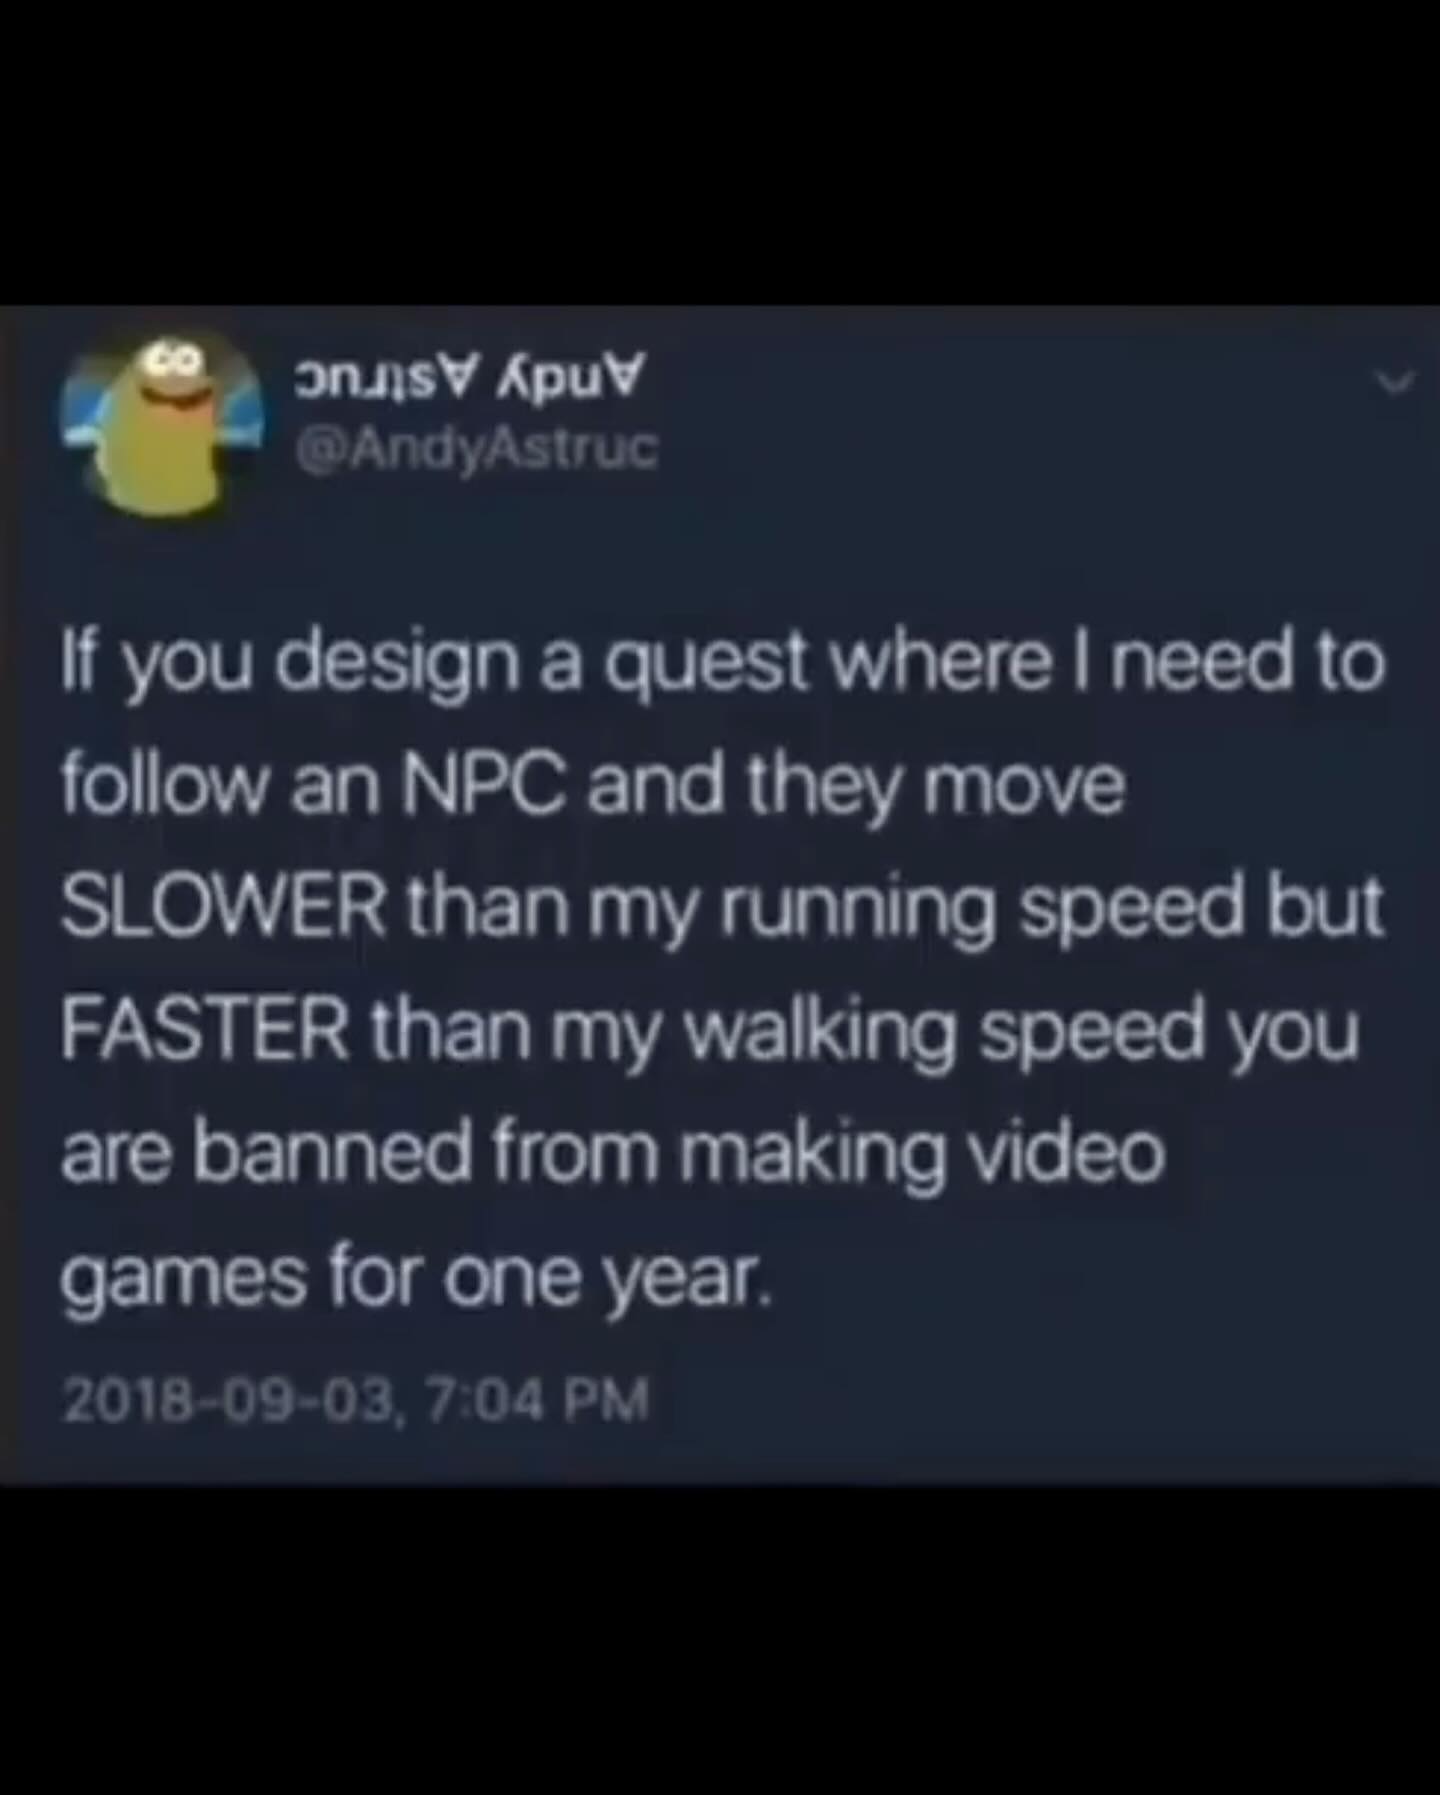 ɔnɹʇs∀ ʎpu∀
@AndyAstruc
If you design a quest where I need to
follow an NPC and they move
SLOWER than my running speed but
FASTER than my walking speed you
are banned from making video
games for one year.
2018-09-03, 7:04 PM